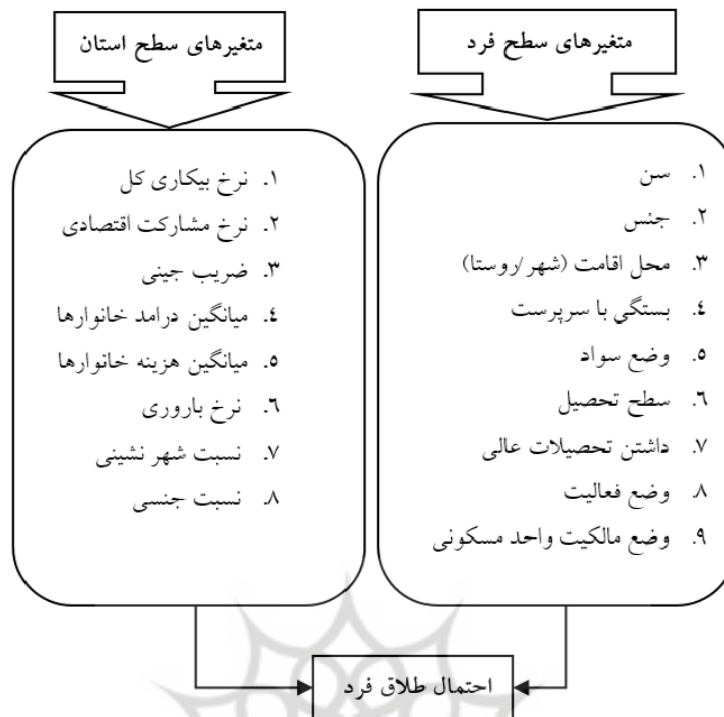 متغیرهای سطح فرد
۱. سن
۲. جنس
۳. محل اقامت (شهر/روستا)
٤. بستگي با سرپرست
٥. وضع سواد
٦. سطح تحصیل
۷. داشتن تحصیلات عالی
۸. وضع فعالیت
۹. وضع مالکیت واحد مسکونی
متغیرهای سطح استان
۱. نرخ بیکاری کل
۲. نرخ مشارکت اقتصادی
۳. ضریب جینی
٤. میانگین درامد خانوارها
٥. میانگین هزینه خانوارها
٦. نرخ باروری
۷. نسبت شهر نشینی
۸. نسبت جنسی
احتمال طلاق فرد